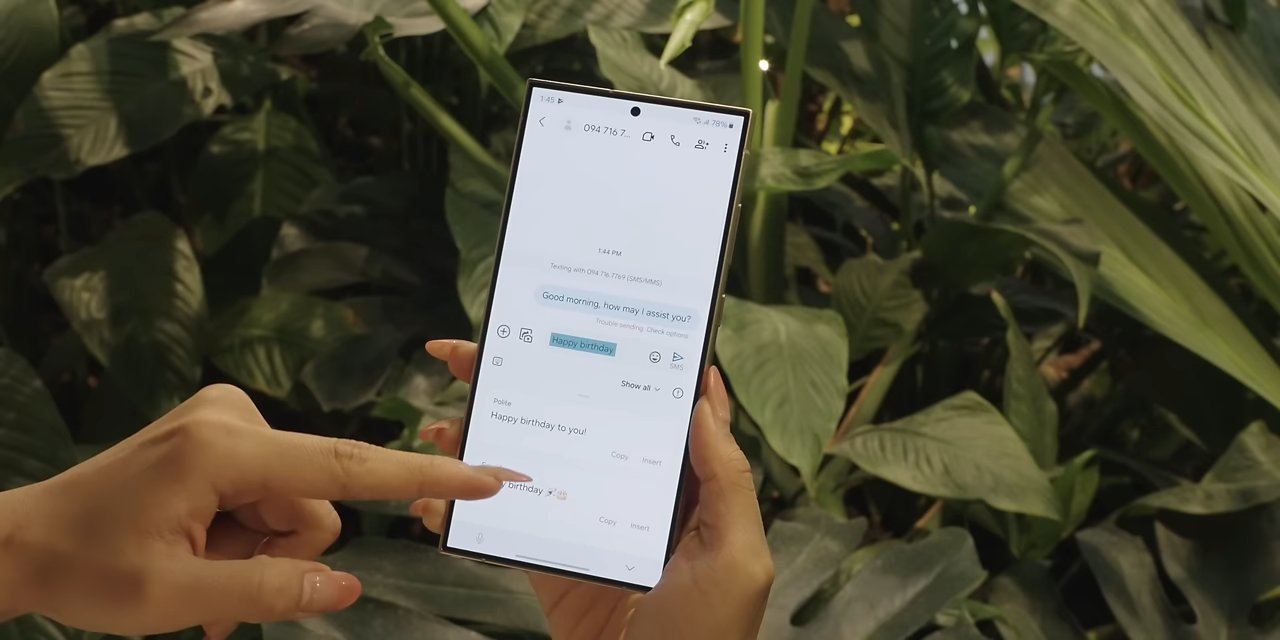 1:45
78%
094 716 7...
1:44 PM
Texting with 094 716 7769 (SMS/MMS)
Good morning, how may I assist you?
Trouble sending. Check options.
Happy birthday
SMS
Show all
Polite
Happy birthday to you!
Copy Insert
birthday 🎉🎂
Copy Insert